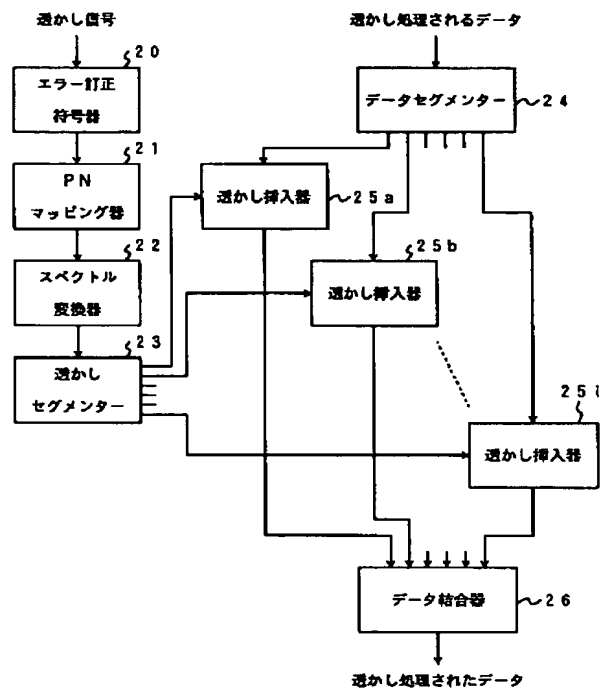 透かし信号
透かし処理されるデータ
20
エラー訂正
符号器
データセグメンター
24
21
PN
マッピング器
透かし挿入器
25a
22
スペクトル
変換器
25b
透かし挿入器
23
透かし
セグメンター
25i
透かし挿入器
データ結合器
26
透かし処理されたデータ